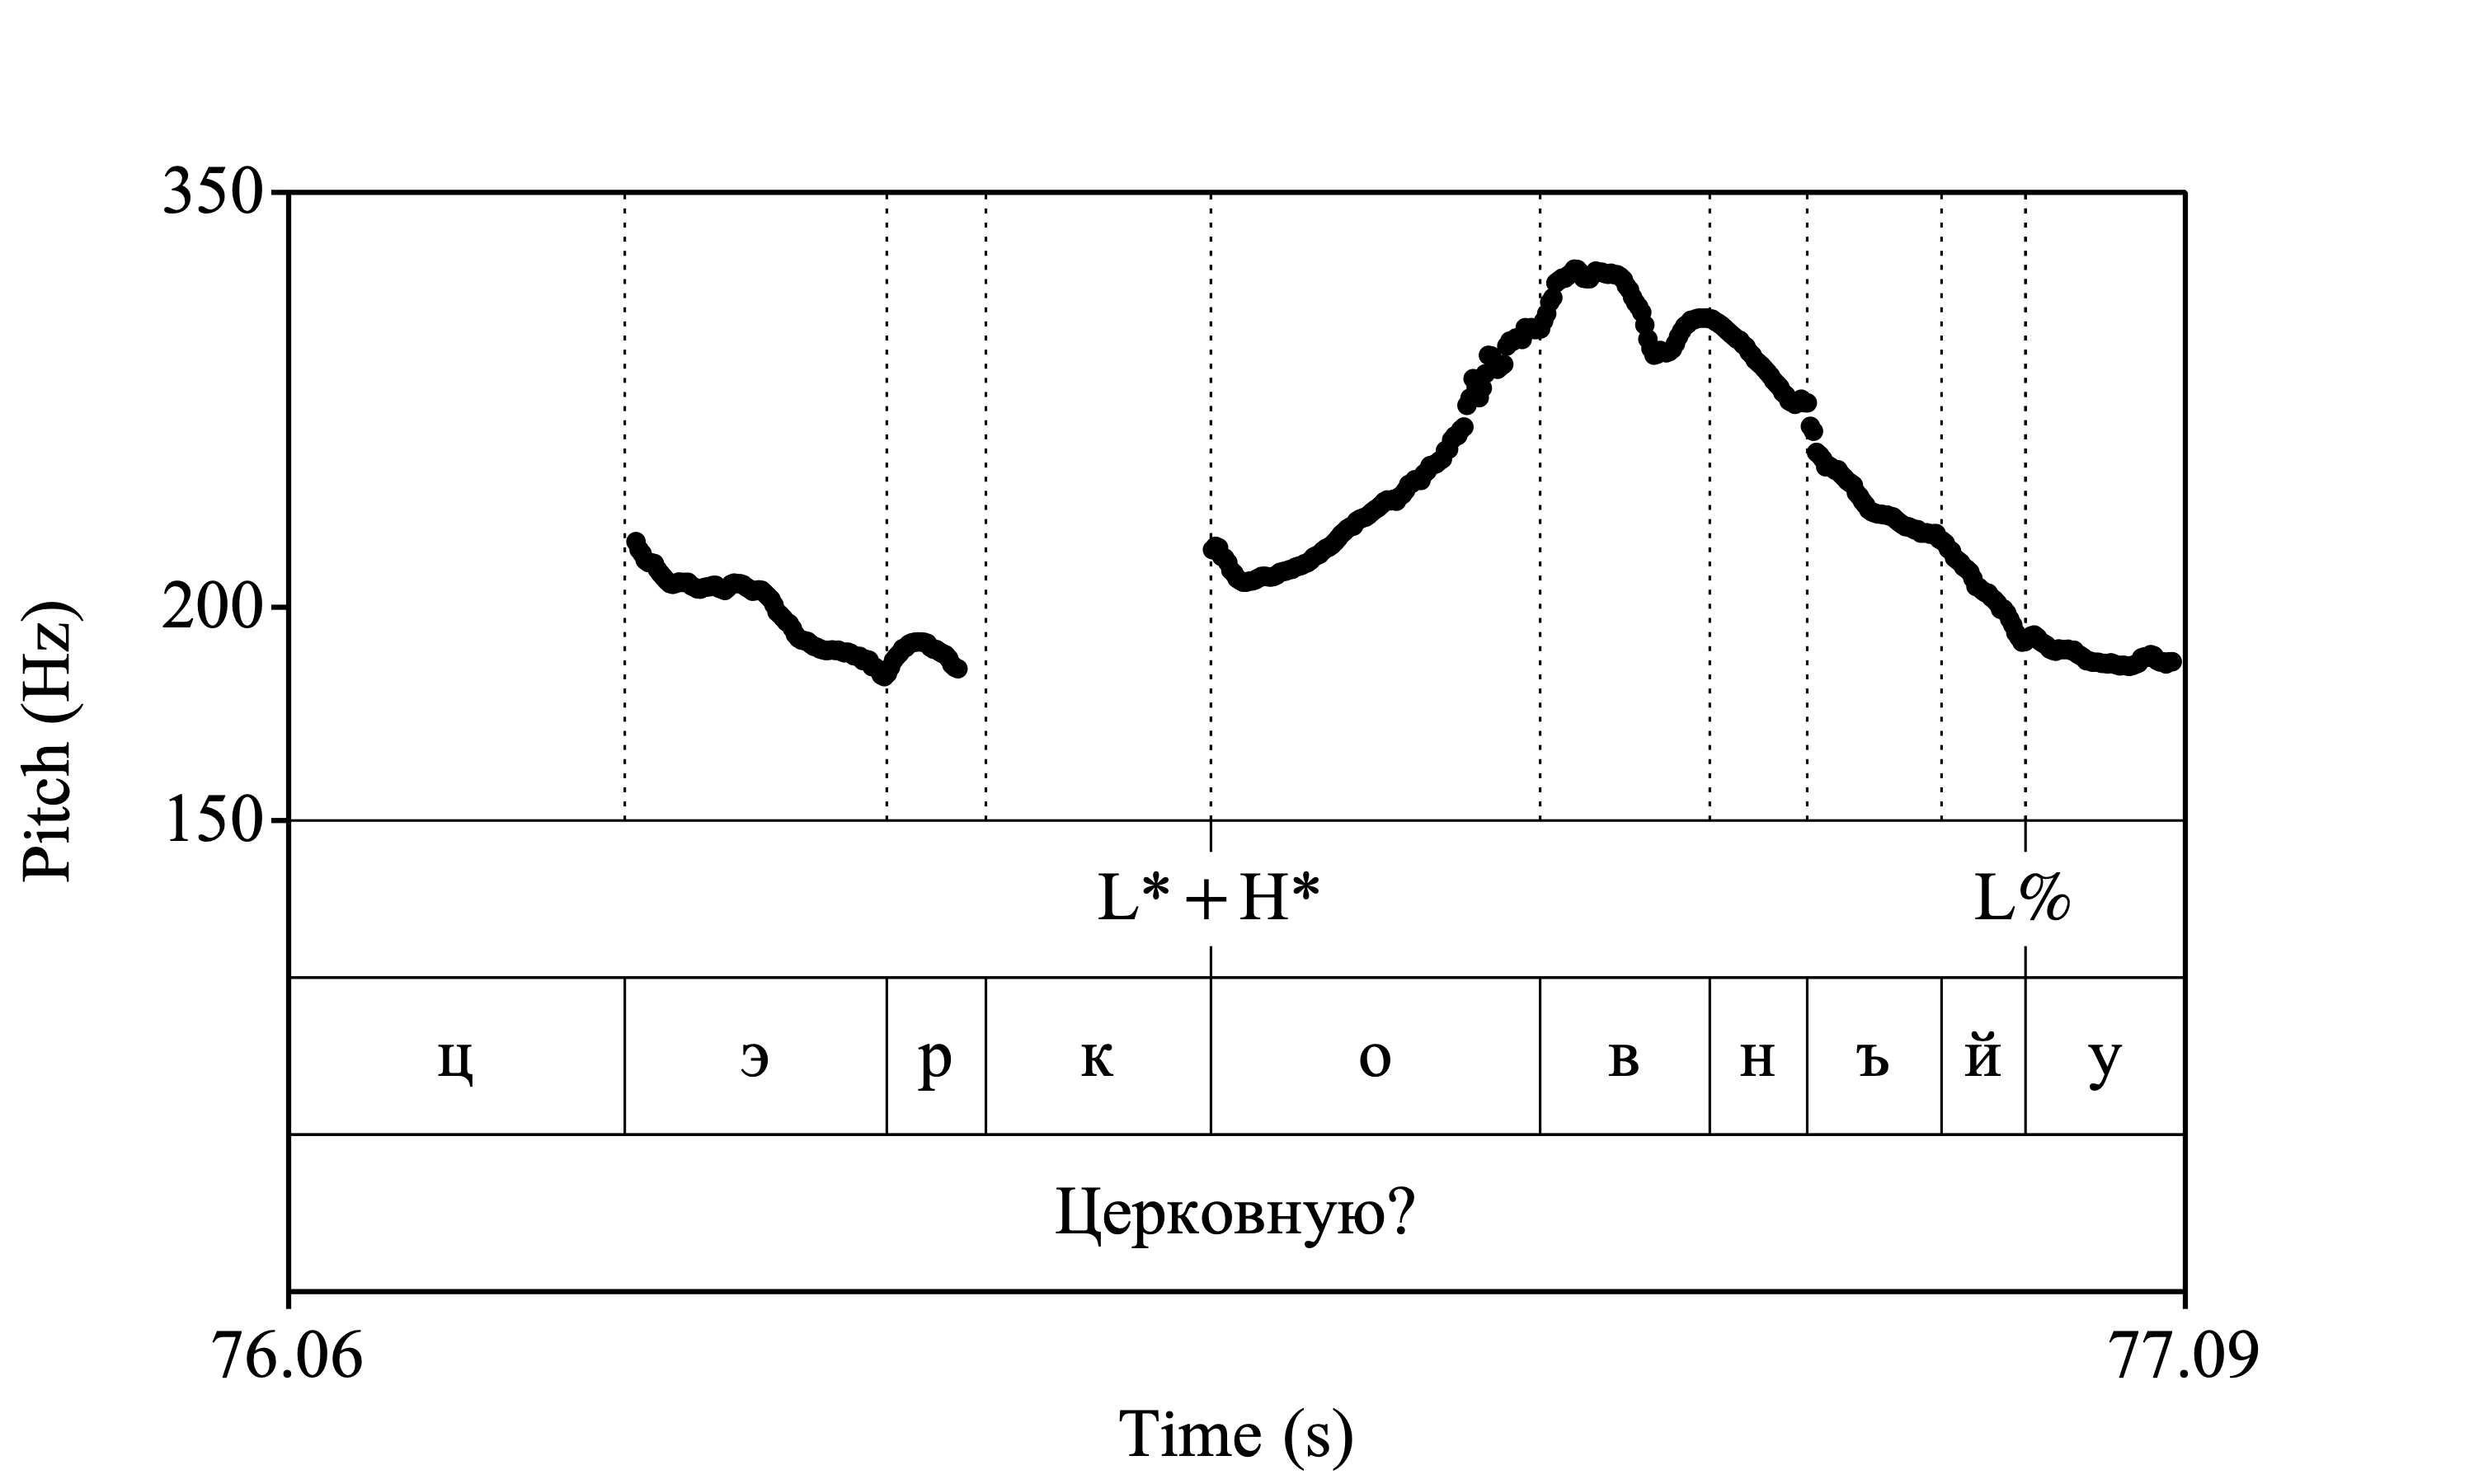 350
200
150
Pitch (Hz)
L*+H* L%
ц э р к о в н ъ й у
Церковную?
76.06 77.09
Time (s)